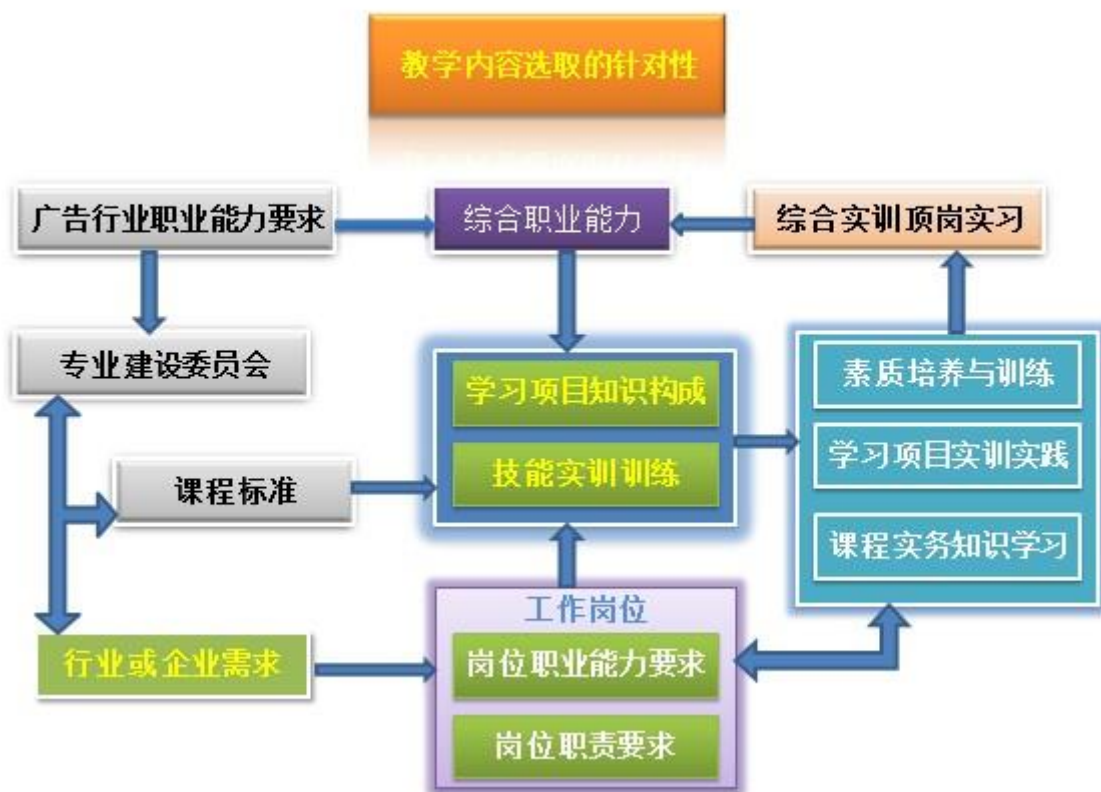 教学内容选取的针对性
广告行业职业能力要求
综合职业能力
综合实训顶岗实习
专业建设委员会
学习项目知识构成
素质培养与训练
学习项目实训实践
课程标准
技能实训训练
课程实务知识学习
工作岗位
行业或企业需求
岗位职业能力要求
岗位职责要求